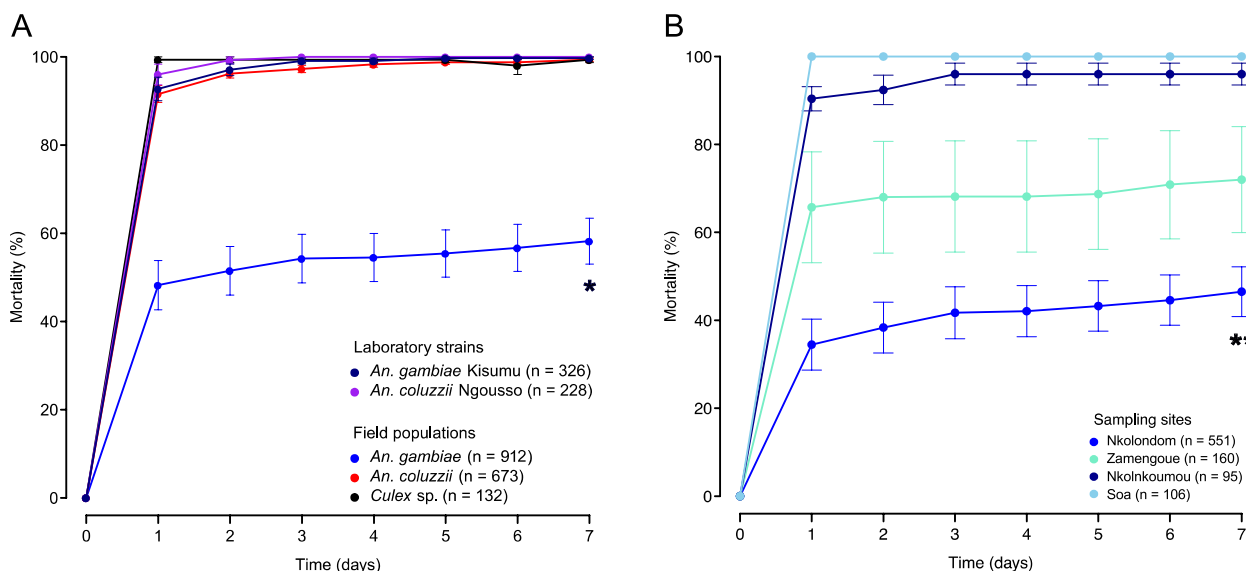 A
100
80
60
40
20
0
Mortality (%)
*
Laboratory strains
An. gambiae Kisumu (n = 326)
An. coluzzii Ngousso (n = 228)
Field populations
An. gambiae (n = 912)
An. coluzzii (n = 673)
Culex sp. (n = 132)
0 1 2 3 4 5 6 7
Time (days)
B
100
80
60
40
20
0
Mortality (%)
**
Sampling sites
Nkolondom (n = 551)
Zamengoue (n = 160)
Nkolnkoumou (n = 95)
Soa (n = 106)
0 1 2 3 4 5 6 7
Time (days)